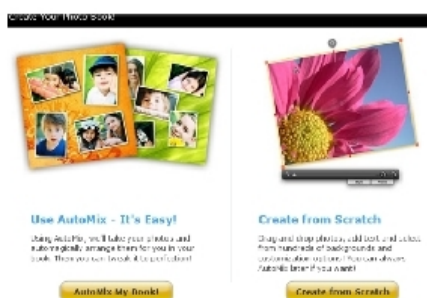 Create Your Photo Book!
Use AutoMix - It's Easy!
Using AutoMix, we'll take your photos and
automagically arrange them for you in your
book. Then you can tweak it to perfection!
AutoMix My Book!
Create from Scratch
Drag and drop photos, add text and select
from hundreds of backgrounds and
customization options! You can always
AutoMix later if you want!
Create from Scratch